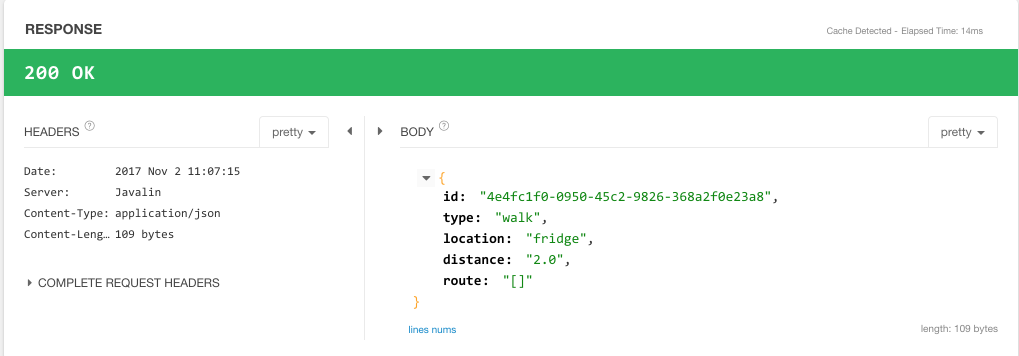 RESPONSE
Cache Detected - Elapsed Time: 14ms
200 OK
HEADERS ?
pretty
BODY ?
pretty
Date: 2017 Nov 2 11:07:15
Server: Javalin
Content-Type: application/json
Content-Leng… 109 bytes
COMPLETE REQUEST HEADERS
{
id: "4e4fc1f0-0950-45c2-9826-368a2f0e23a8",
type: "walk",
location: "fridge",
distance: "2.0",
route: "[]"
}
lines nums
length: 109 bytes